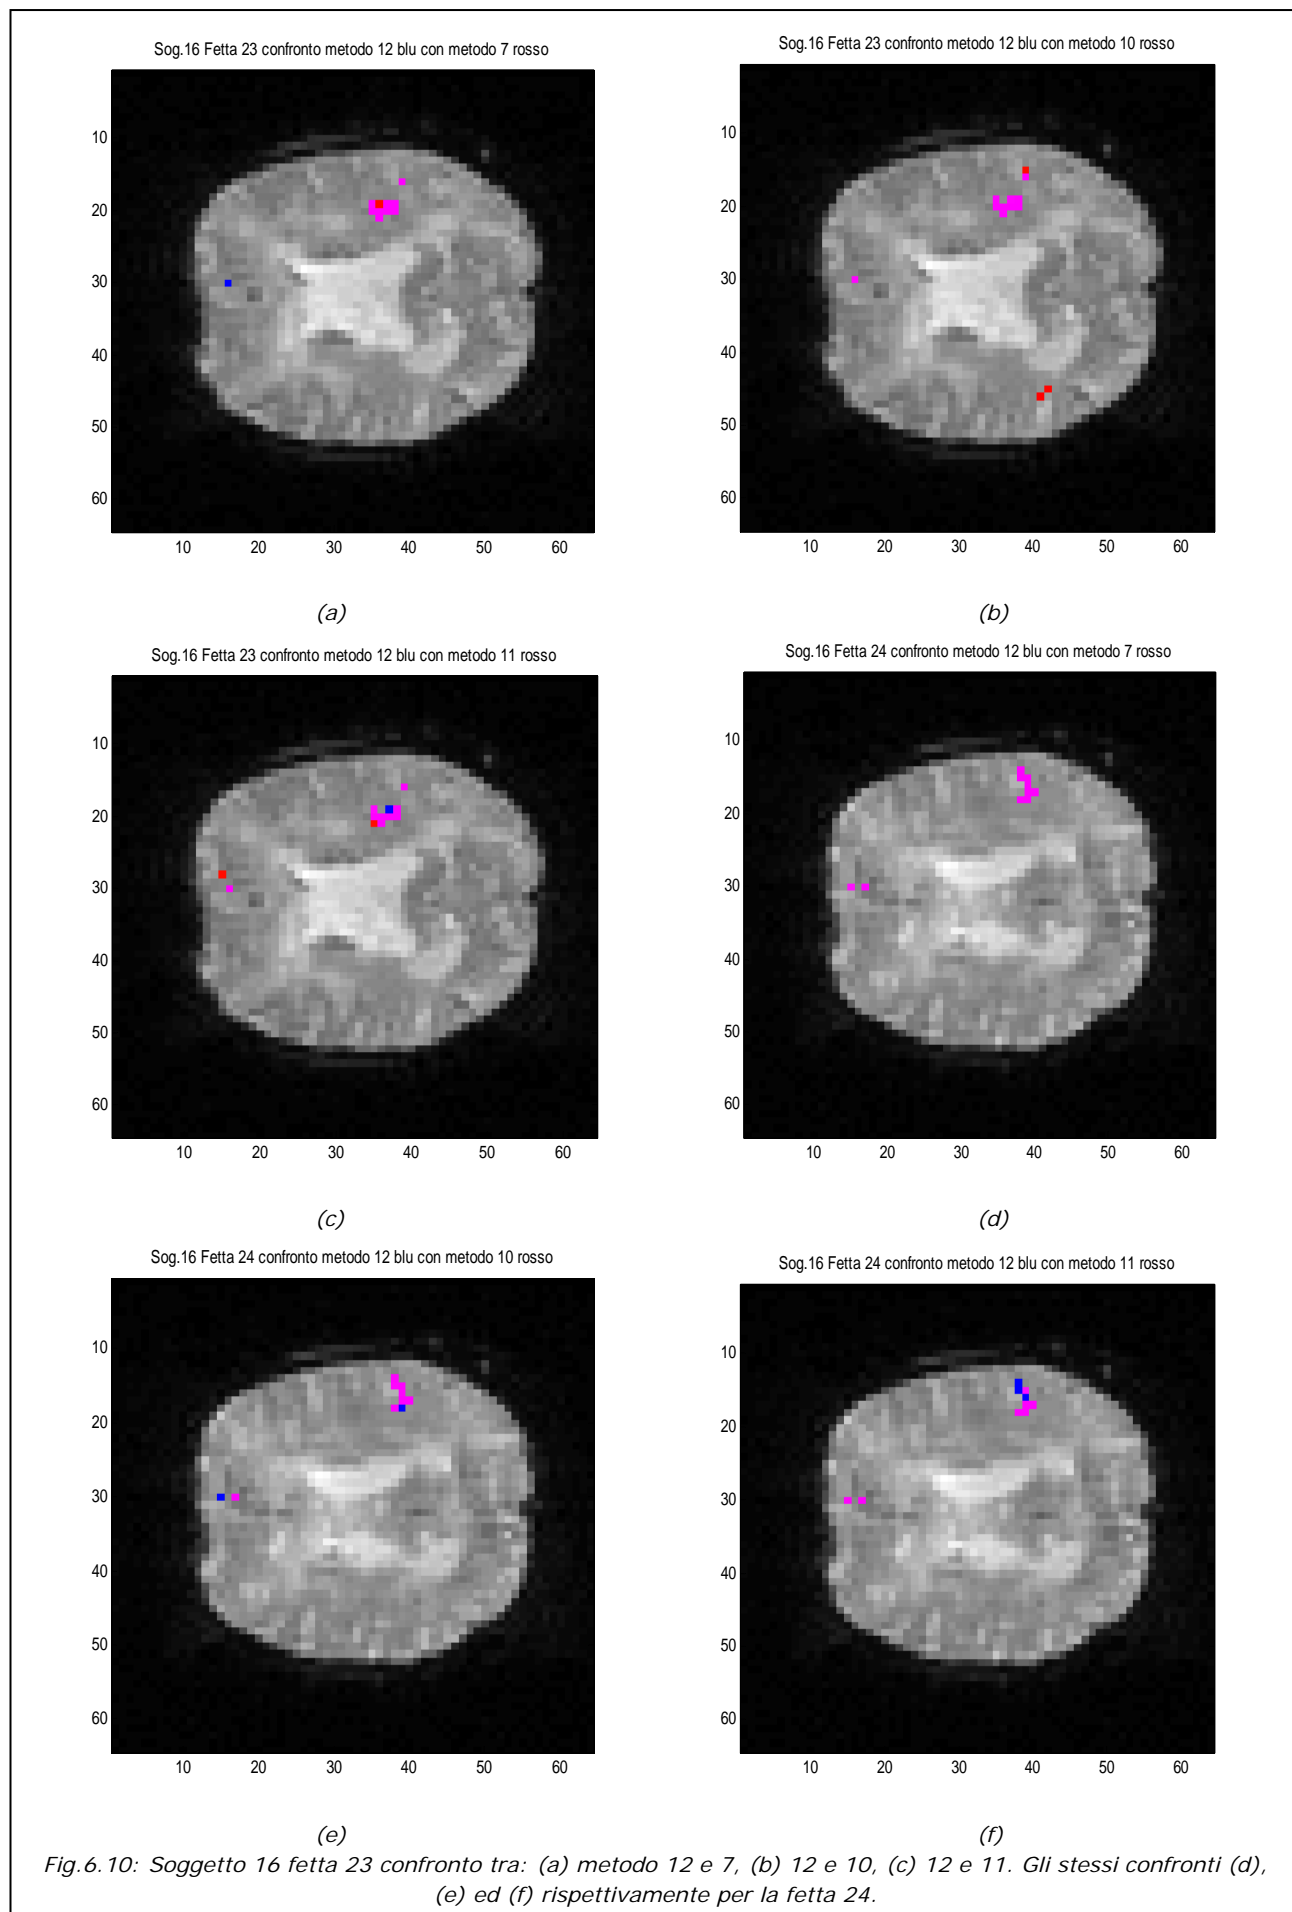 Sog.16 Fetta 23 confronto metodo 12 blu con metodo 7 rosso
10
20
30
40
50
60
10 20 30 40 50 60
(a)
Sog.16 Fetta 23 confronto metodo 12 blu con metodo 10 rosso
10
20
30
40
50
60
10 20 30 40 50 60
(b)
Sog.16 Fetta 23 confronto metodo 12 blu con metodo 11 rosso
10
20
30
40
50
60
10 20 30 40 50 60
(c)
Sog.16 Fetta 24 confronto metodo 12 blu con metodo 7 rosso
10
20
30
40
50
60
10 20 30 40 50 60
(d)
Sog.16 Fetta 24 confronto metodo 12 blu con metodo 10 rosso
10
20
30
40
50
60
10 20 30 40 50 60
(e)
Sog.16 Fetta 24 confronto metodo 12 blu con metodo 11 rosso
10
20
30
40
50
60
10 20 30 40 50 60
(f)
Fig.6.10: Soggetto 16 fetta 23 confronto tra: (a) metodo 12 e 7, (b) 12 e 10, (c) 12 e 11. Gli stessi confronti (d),
(e) ed (f) rispettivamente per la fetta 24.